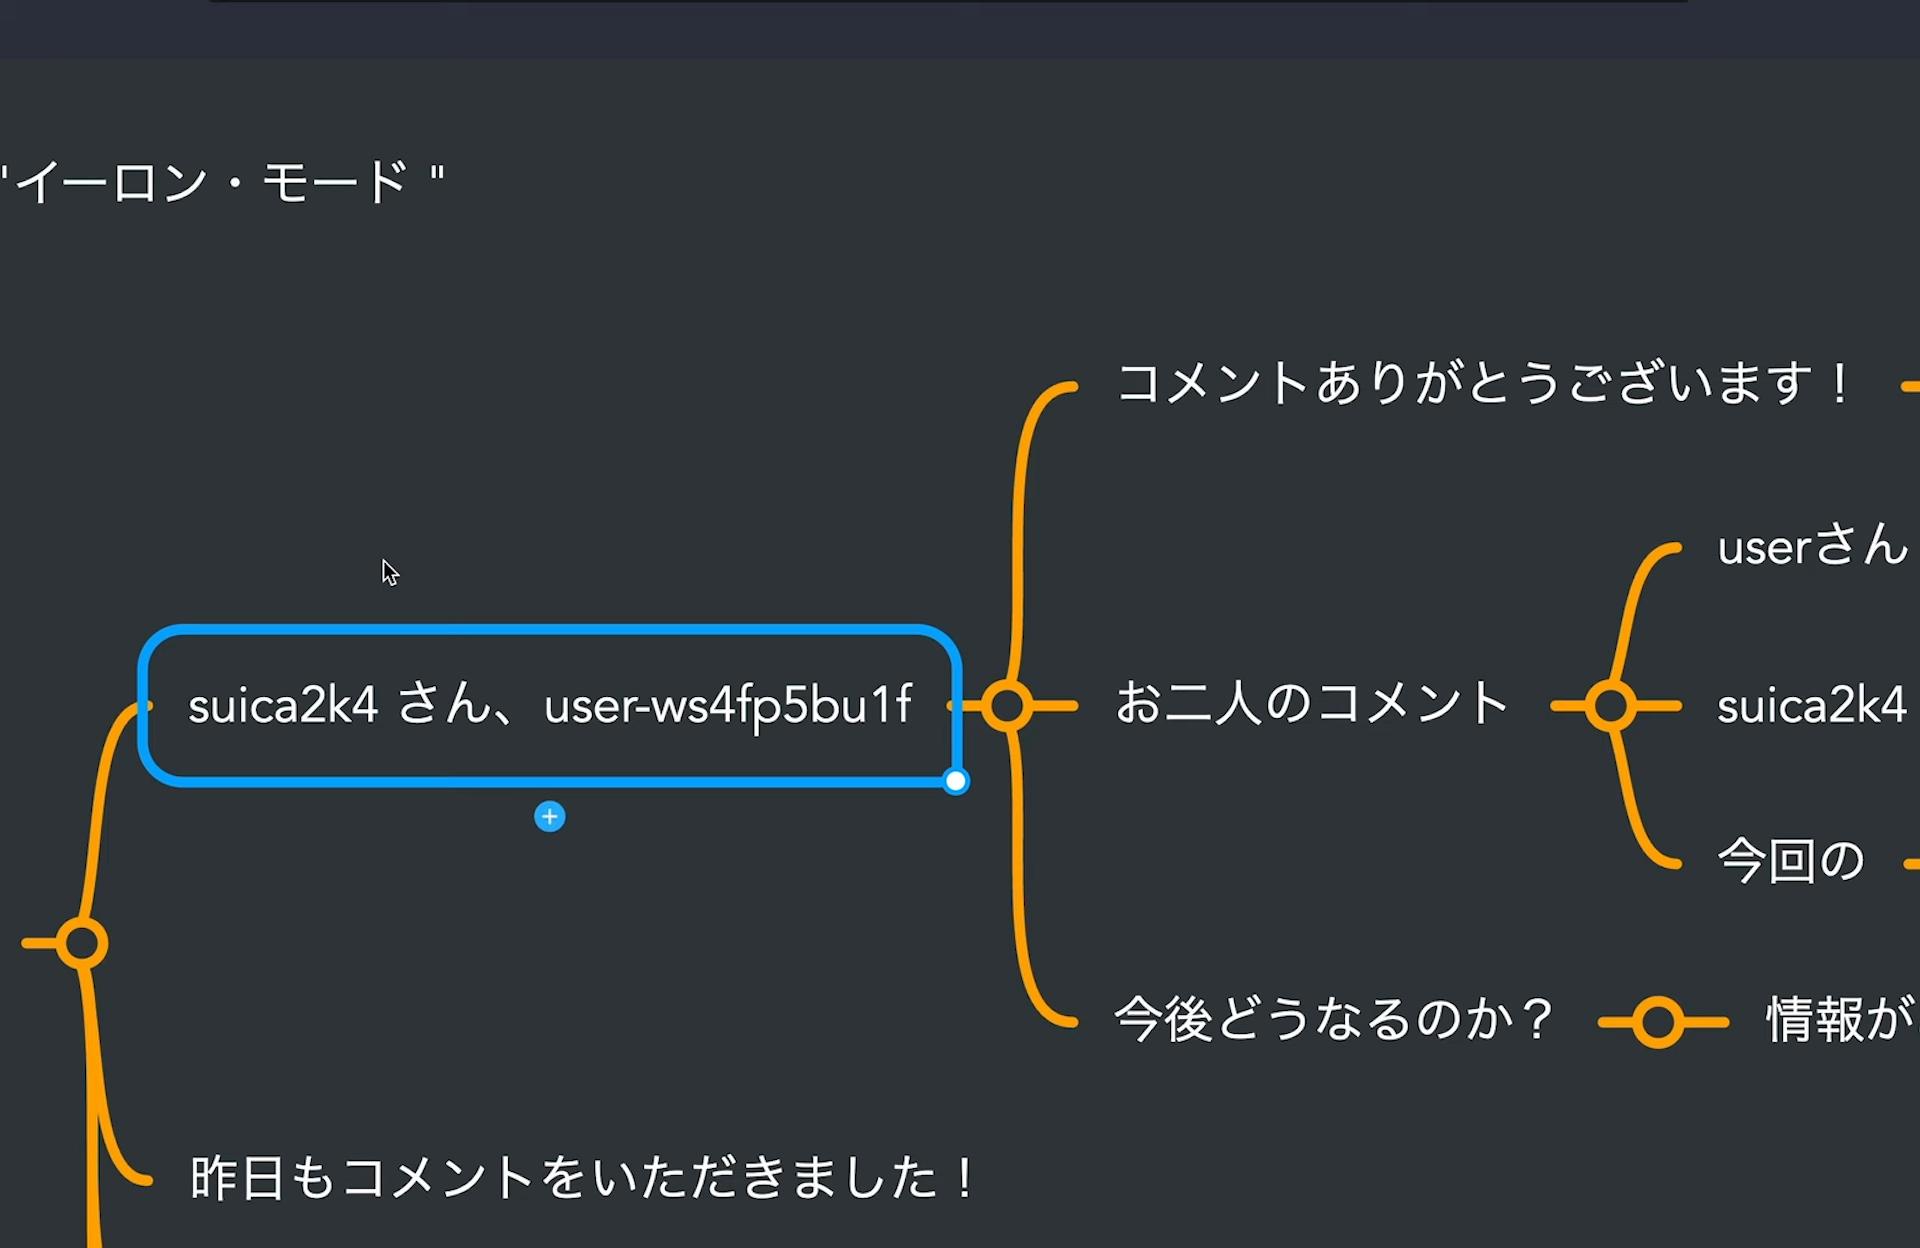 "イーロン・モード "
コメントありがとうございます！
userさん
suica2k4 さん、user-ws4fp5bu1f
お二人のコメント
suica2k4
今回の
今後どうなるのか？
情報が
昨日もコメントをいただきました！